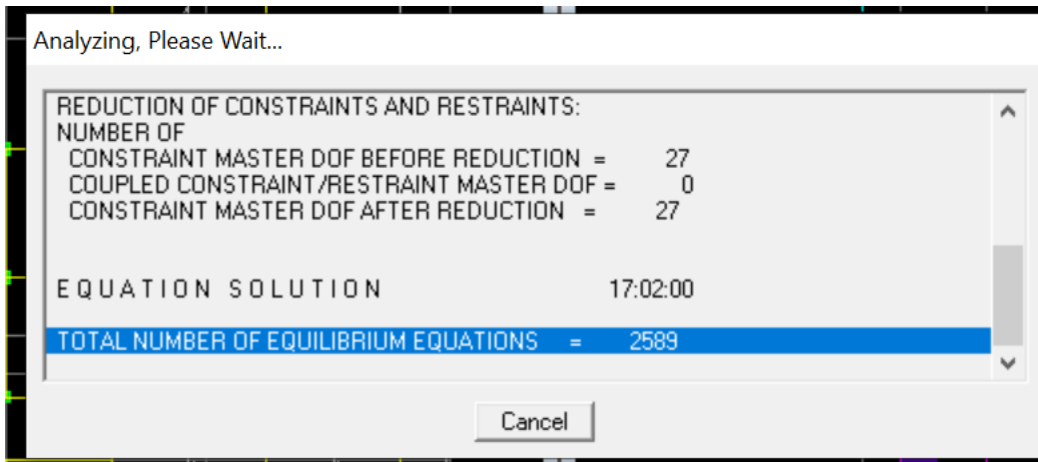 Analyzing, Please Wait...
REDUCTION OF CONSTRAINTS AND RESTRAINTS:
NUMBER OF
CONSTRAINT MASTER DOF BEFORE REDUCTION = 27
COUPLED CONSTRAINT/RESTRAINT MASTER DOF = 0
CONSTRAINT MASTER DOF AFTER REDUCTION = 27
E Q U A T I O N S O L U T I O N 17:02:00
TOTAL NUMBER OF EQUILIBRIUM EQUATIONS = 2589
Cancel